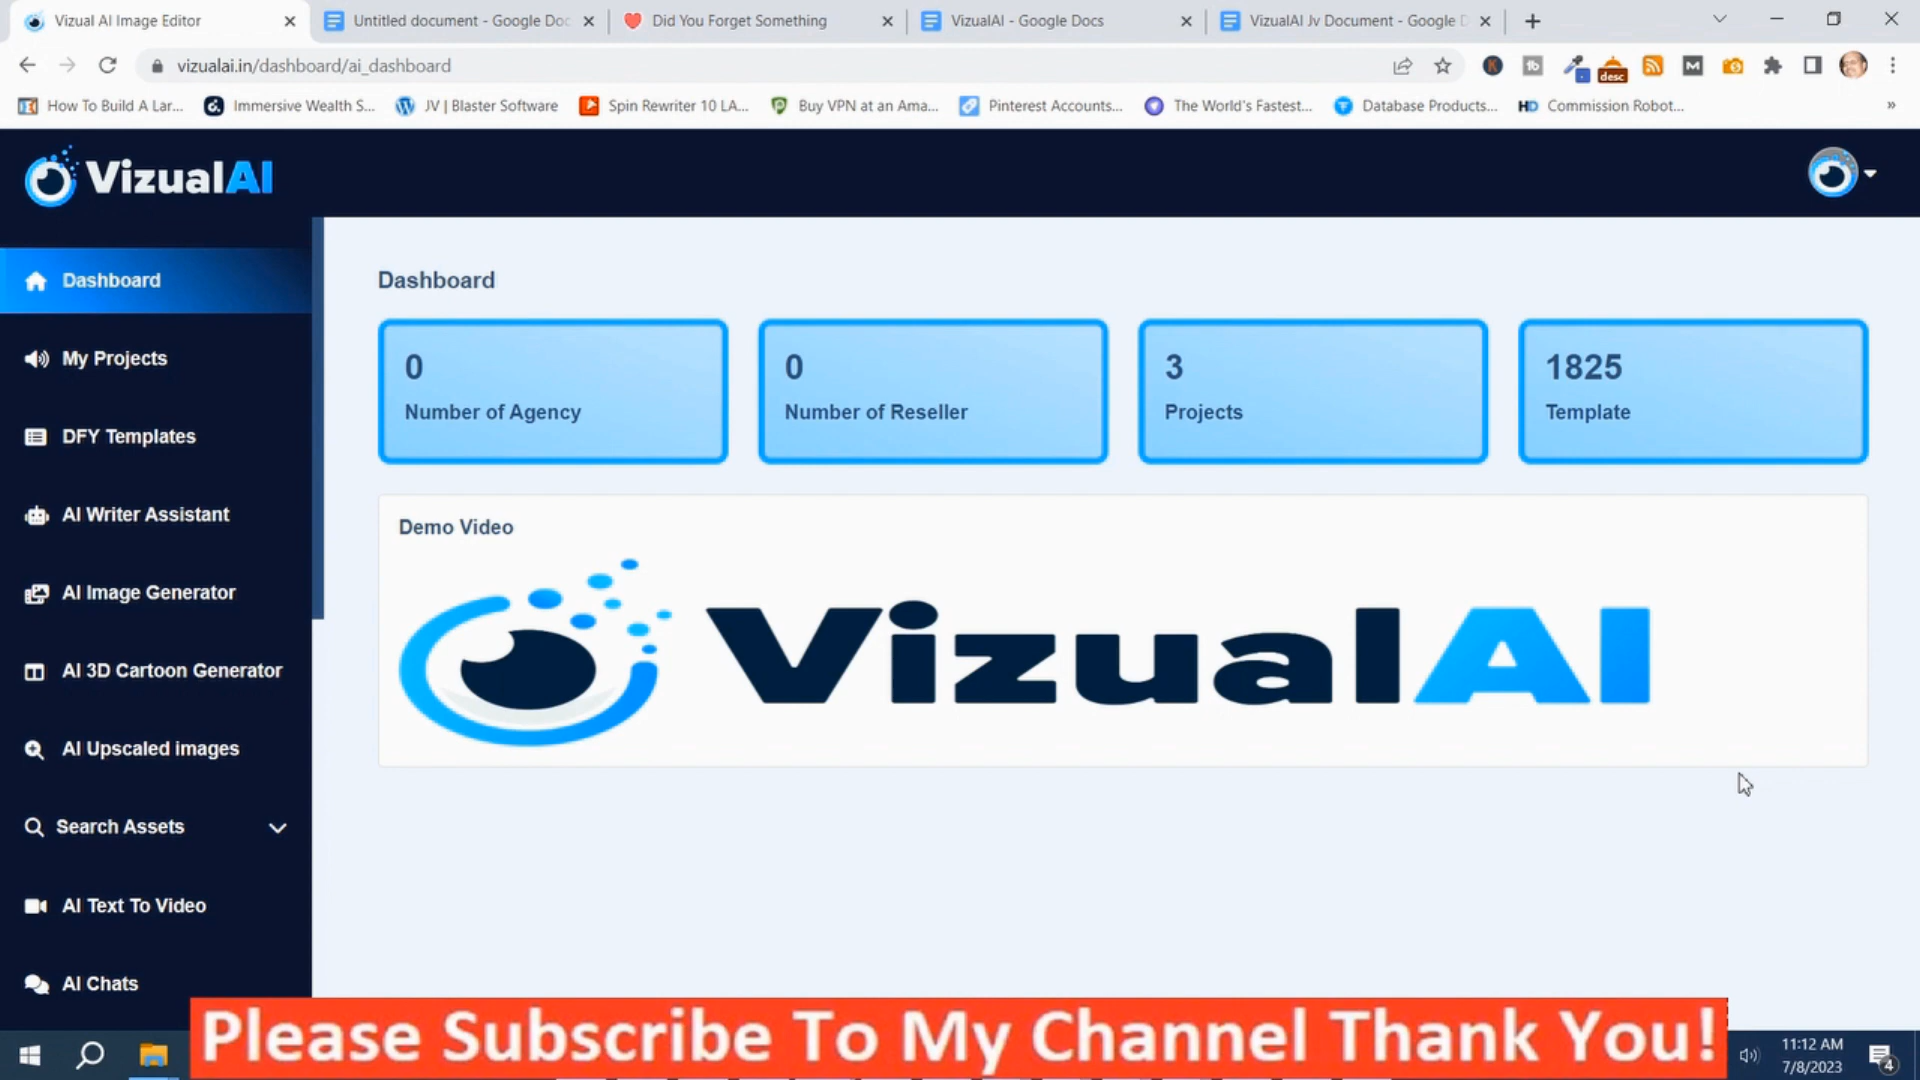 Vizual AI Image Editor
Untitled document - Google Doc
Did You Forget Something
VizualAI - Google Docs
VizualAI Jv Document - Google D
vizualai.in/dashboard/ai_dashboard
desc
How To Build A Lar...
Immersive Wealth S...
JV | Blaster Software
Spin Rewriter 10 LA...
Buy VPN at an Ama...
Pinterest Accounts...
The World's Fastest...
Database Products...
HD
Commission Robot...
VizualAI
Dashboard
My Projects
DFY Templates
AI Writer Assistant
AI Image Generator
AI 3D Cartoon Generator
AI Upscaled images
Search Assets
AI Text To Video
AI Chats
Dashboard
0
Number of Agency
0
Number of Reseller
3
Projects
1825
Template
Demo Video
VizualAI
Please Subscribe To My Channel Thank You!
11:12 AM
7/8/2023
4